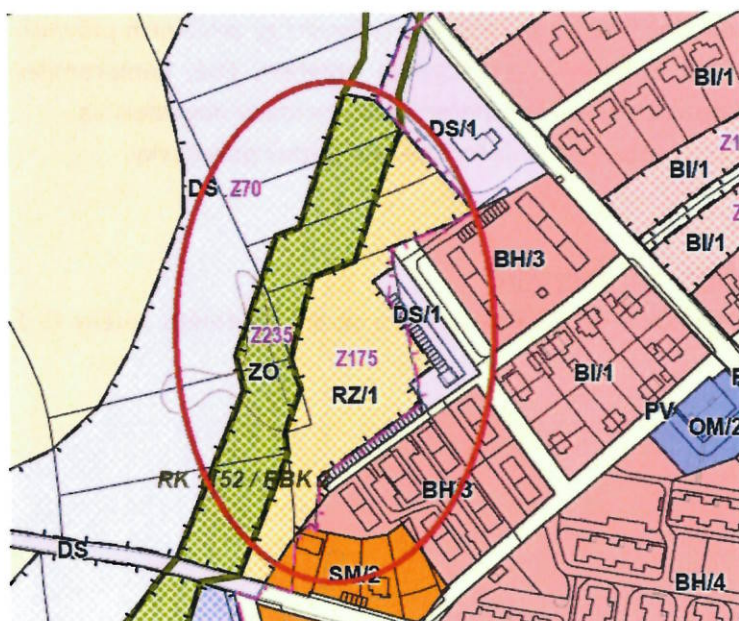 BI/1
DS/1
Z1
DS Z70
BI/1
Z
BI/1
BH/3
DS/1
Z235
Z175
ZO
BI/1
RZ/1
PV
OM/2
BH/3
DS
SM/2
BH/4